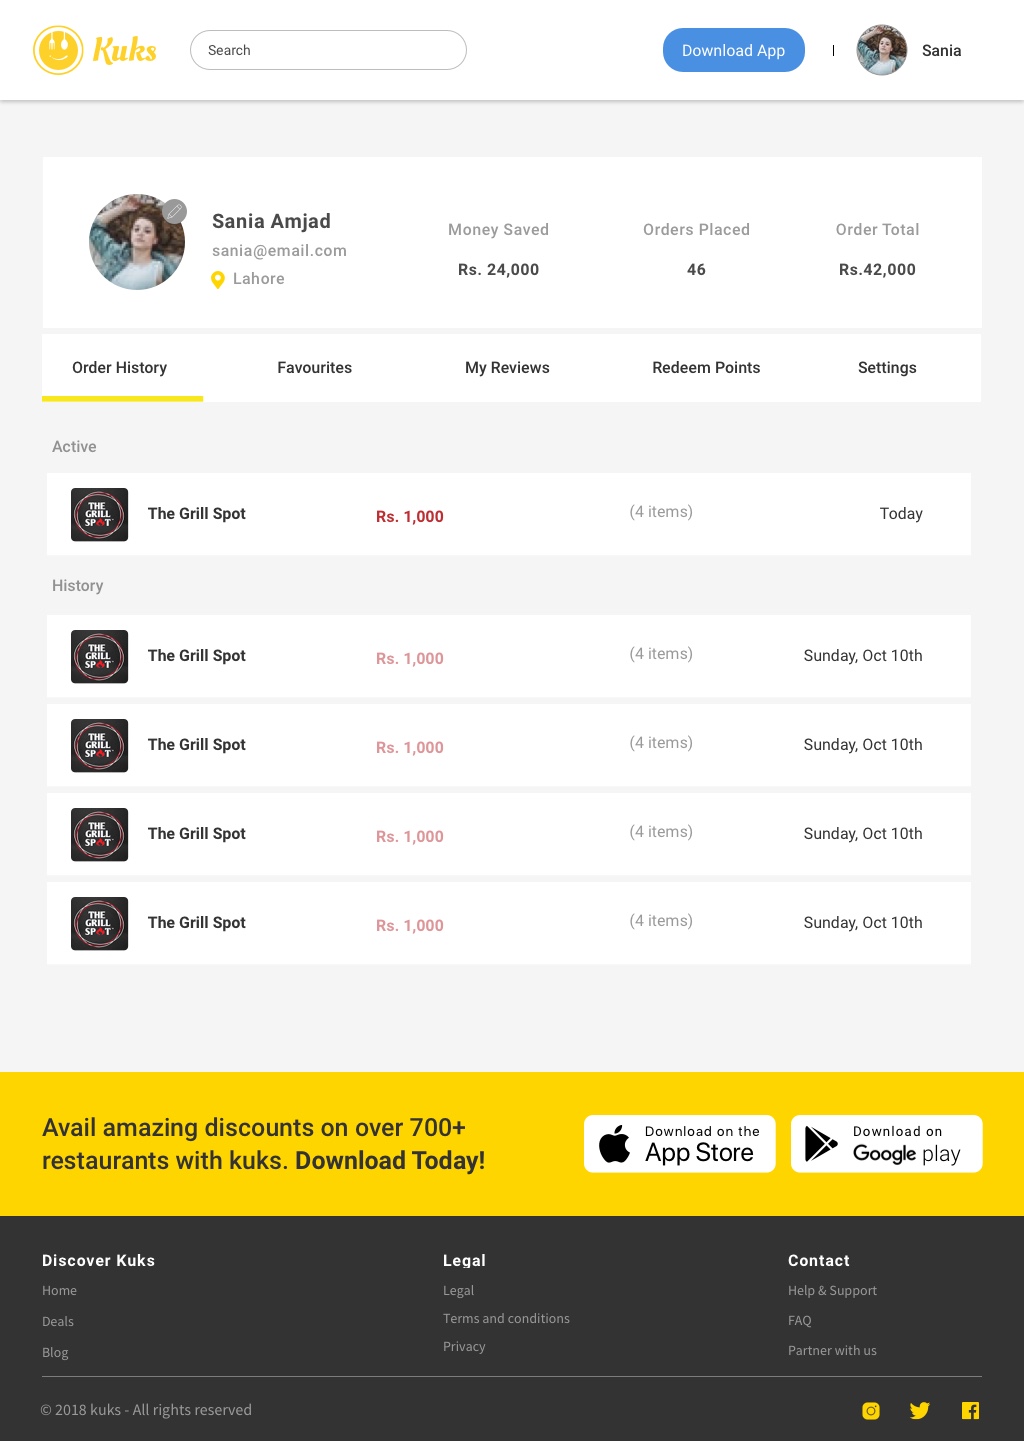 Kuks
Search
Download App
Sania
Sania Amjad
sania@email.com
Lahore
Money Saved
Rs. 24,000
Orders Placed
46
Order Total
Rs.42,000
Order History
Favourites
My Reviews
Redeem Points
Settings
Active
THE
GRILL
SPOT
The Grill Spot
Rs. 1,000
(4 items)
Today
History
THE
GRILL
SPOT
The Grill Spot
Rs. 1,000
(4 items)
Sunday, Oct 10th
THE
GRILL
SPOT
The Grill Spot
Rs. 1,000
(4 items)
Sunday, Oct 10th
THE
GRILL
SPOT
The Grill Spot
Rs. 1,000
(4 items)
Sunday, Oct 10th
THE
GRILL
SPOT
The Grill Spot
Rs. 1,000
(4 items)
Sunday, Oct 10th
Avail amazing discounts on over 700+
restaurants with kuks. Download Today!
Download on the
App Store
Download on
Google play
Discover Kuks
Home
Deals
Blog
Legal
Legal
Terms and conditions
Privacy
Contact
Help & Support
FAQ
Partner with us
© 2018 kuks - All rights reserved